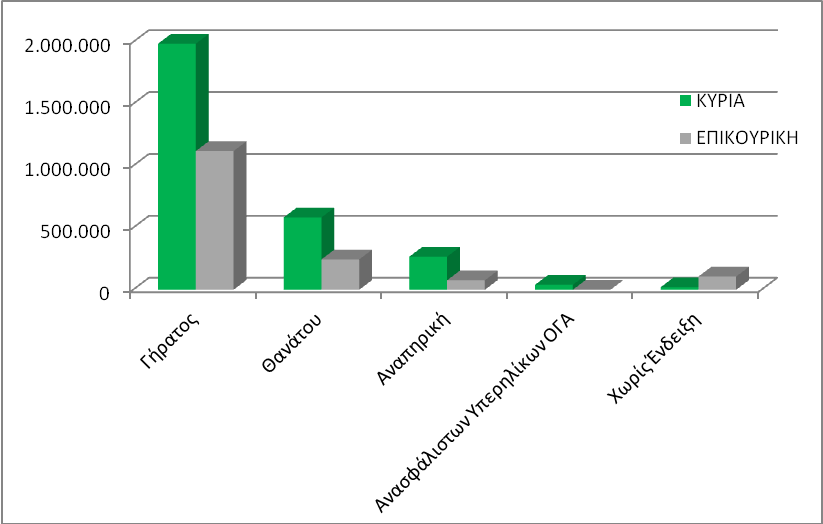 2.000.000
1.500.000
1.000.000
500.000
0
ΚΥΡΙΑ
ΕΠΙΚΟΥΡΙΚΗ
Γήρατος
Θανάτου
Αναπηρική
Ανασφάλιστων Υπερηλίκων ΟΓΑ
Χωρίς Ένδειξη